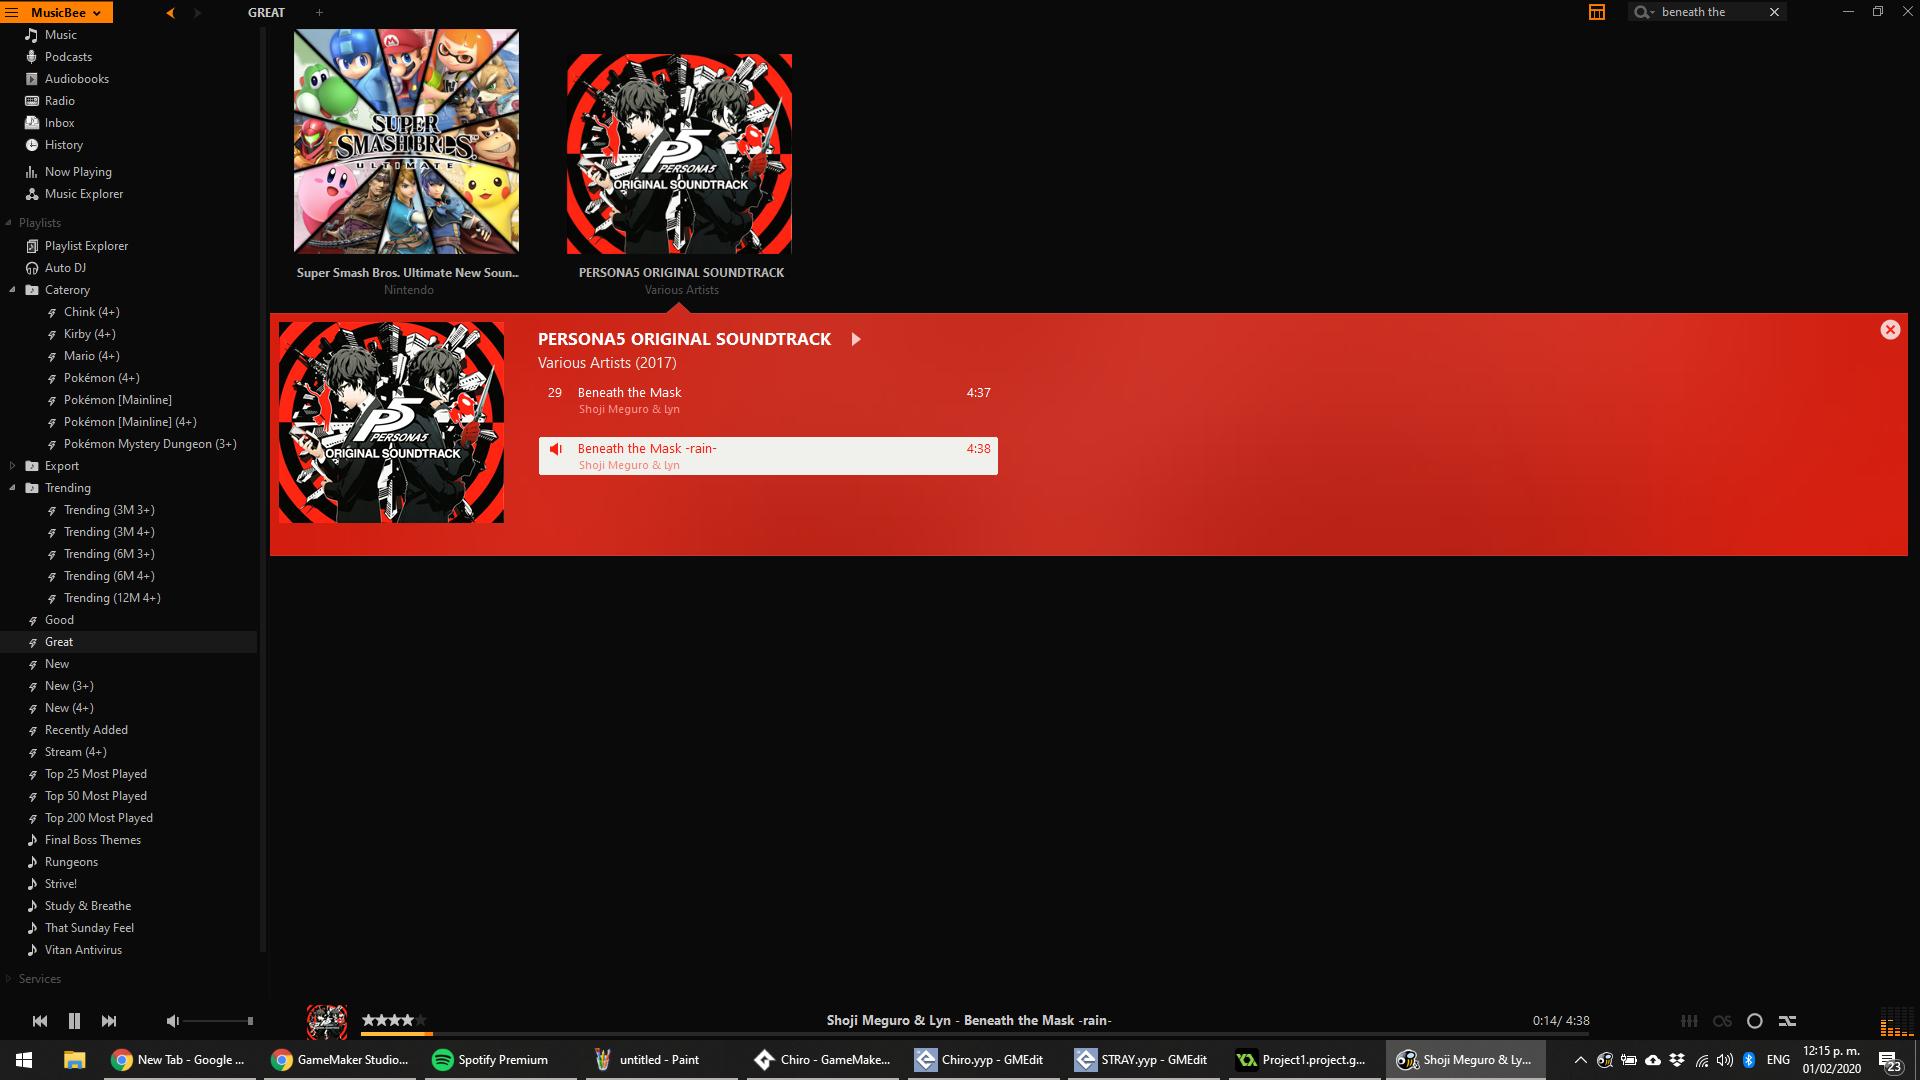 MusicBee
GREAT
+
beneath the
Music
Podcasts
Audiobooks
Radio
Inbox
History
Now Playing
Music Explorer
Playlists
Playlist Explorer
Auto DJ
Caterory
Chink (4+)
Kirby (4+)
Mario (4+)
Pokémon (4+)
Pokémon [Mainline]
Pokémon [Mainline] (4+)
Pokémon Mystery Dungeon (3+)
Export
Trending
Trending (3M 3+)
Trending (3M 4+)
Trending (6M 3+)
Trending (6M 4+)
Trending (12M 4+)
Good
Great
New
New (3+)
New (4+)
Recently Added
Stream (4+)
Top 25 Most Played
Top 50 Most Played
Top 200 Most Played
Final Boss Themes
Rungeons
Strive!
Study & Breathe
That Sunday Feel
Vitan Antivirus
Services
SUPER
SMASH BROS.
ULTIMATE
Super Smash Bros. Ultimate New Soun...
Nintendo
P5
PERSONA5
ORIGINAL SOUNDTRACK
PERSONA5 ORIGINAL SOUNDTRACK
Various Artists
P5
PERSONA5
ORIGINAL SOUNDTRACK
PERSONA5 ORIGINAL SOUNDTRACK
Various Artists (2017)
29 Beneath the Mask 4:37
Shoji Meguro & Lyn
Beneath the Mask -rain- 4:38
Shoji Meguro & Lyn
Shoji Meguro & Lyn - Beneath the Mask -rain-
0:14/ 4:38
New Tab - Google ...
GameMaker Studio...
Spotify Premium
untitled - Paint
Chiro - GameMake...
Chiro.yyp - GMEdit
STRAY.yyp - GMEdit
Project1.project.g...
Shoji Meguro & Ly...
ENG
12:15 p. m.
01/02/2020
23